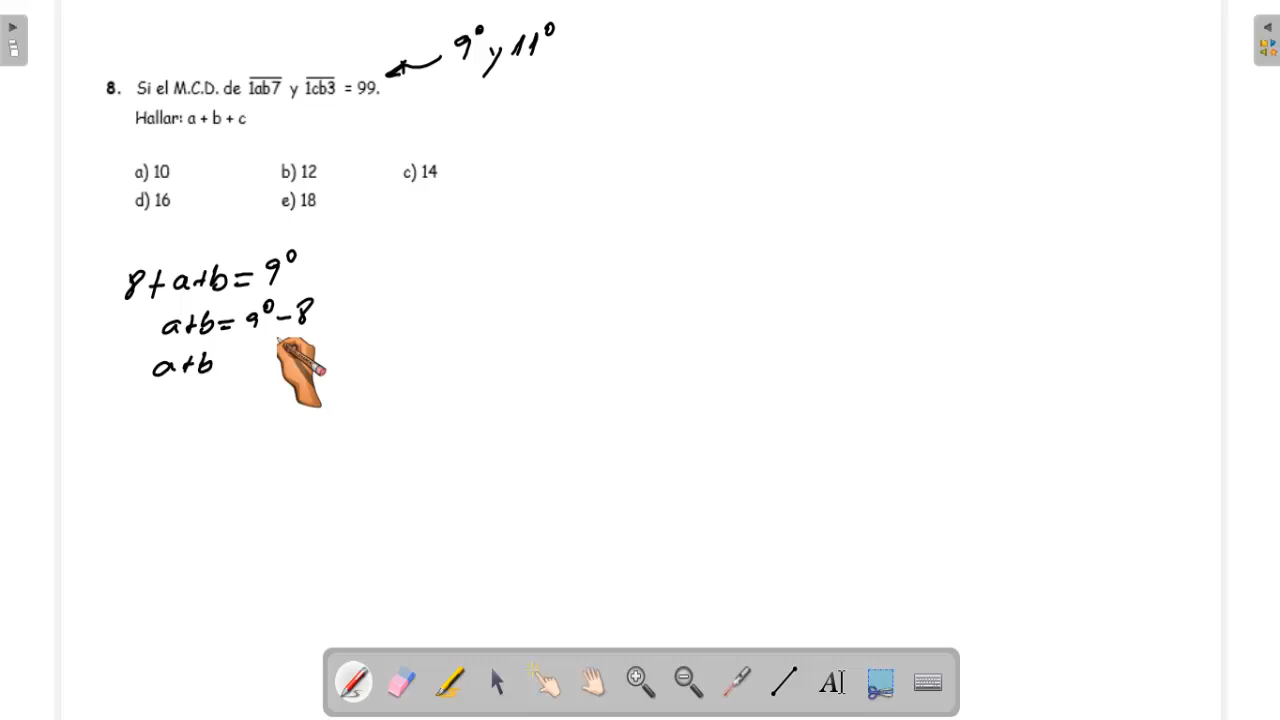 9° y 11°
8. Si el M.C.D. de 1ab7 y 1cb3 = 99.
Hallar: a + b + c
a) 10 b) 12 c) 14
d) 16 e) 18
8 + a + b = 9°
a + b = 9° - 8
a + b